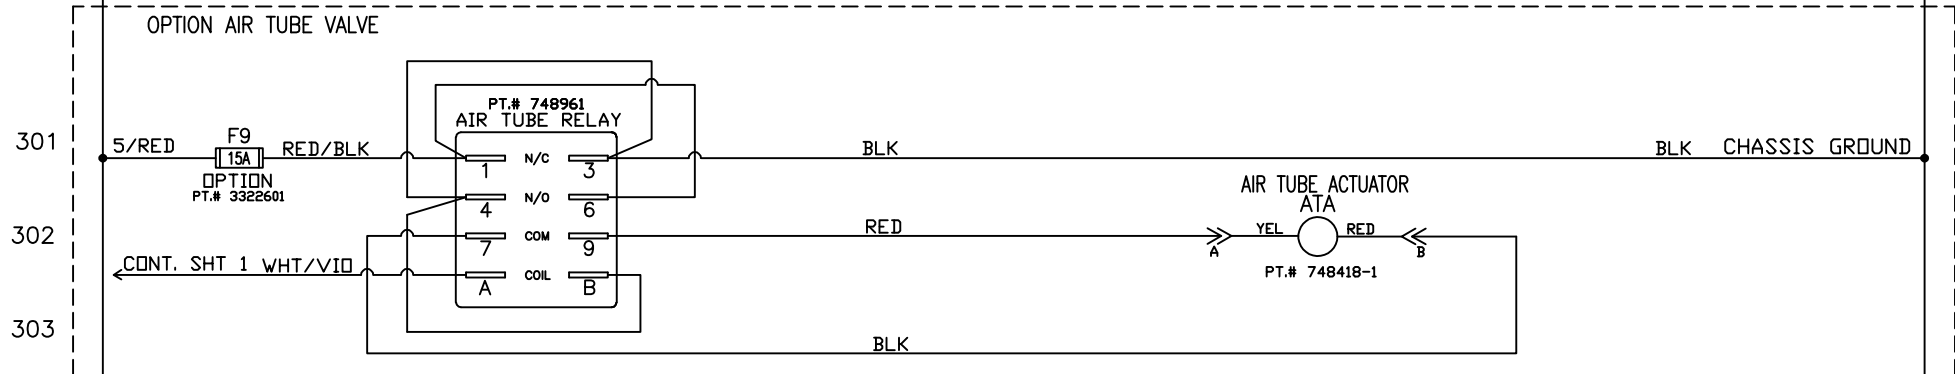 OPTION AIR TUBE VALVE
PT.# 748961
AIR TUBE RELAY
301
5/RED
F9
15A
OPTION
PT.# 3322601
RED/BLK
1 N/C 3
4 N/O 6
7 COM 9
A COIL B
BLK
BLK CHASSIS GROUND
AIR TUBE ACTUATOR
ATA
302
RED
A
YEL
RED
B
PT.# 748418-1
CONT. SHT 1 WHT/VIO
303
BLK